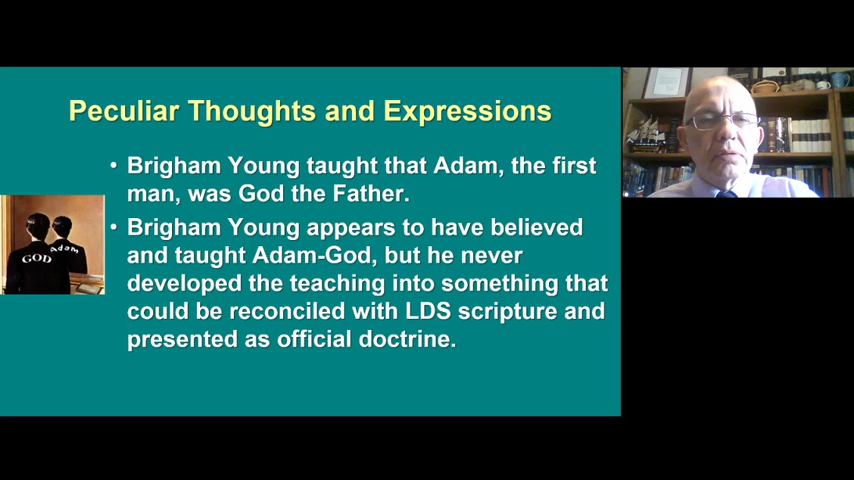 Peculiar Thoughts and Expressions
• Brigham Young taught that Adam, the first
man, was God the Father.
• Brigham Young appears to have believed
and taught Adam-God, but he never
developed the teaching into something that
could be reconciled with LDS scripture and
presented as official doctrine.
GOD
Adam